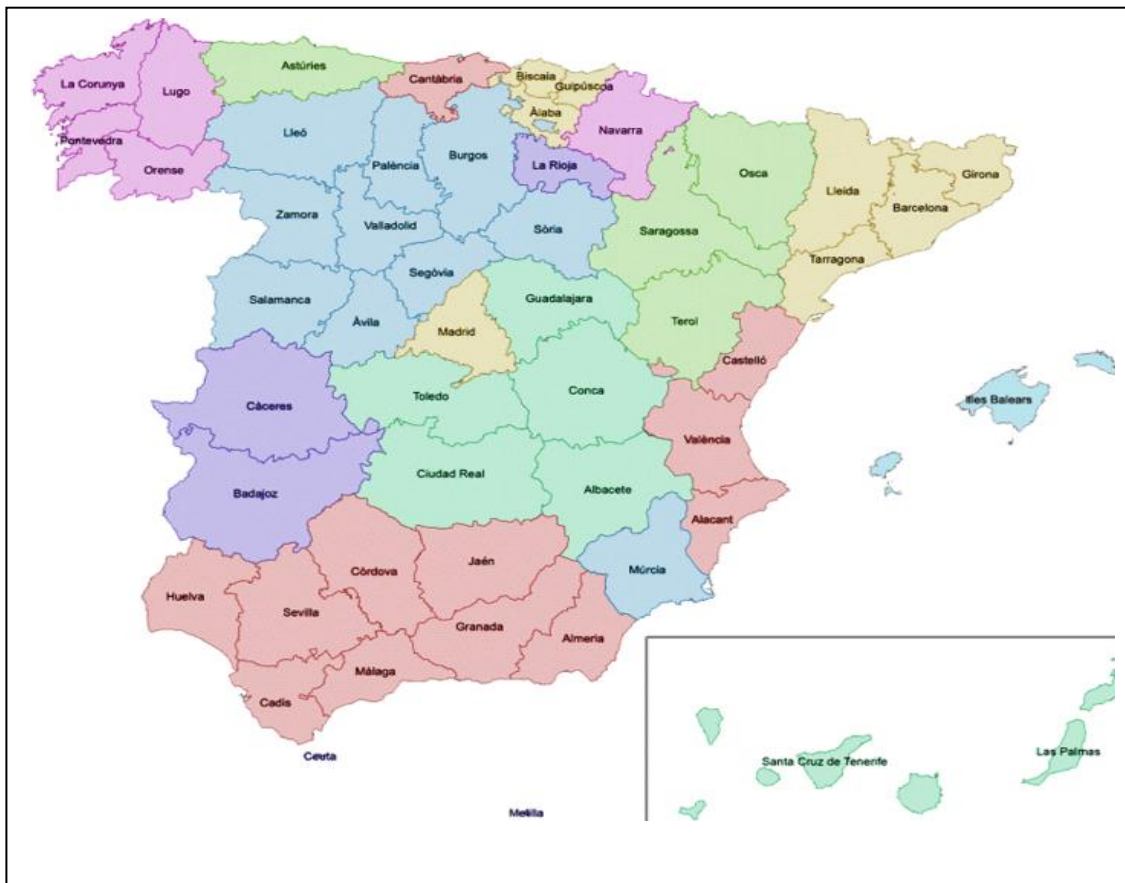 Astúries
Cantàbria
Biscaia
Guipúscoa
La Corunya
Lugo
Àlaba
Navarra
Pontevedra
Lleó
Palència
Burgos
La Rioja
Orense
Osca
Lleida
Girona
Barcelona
Zamora
Valladolid
Sòria
Saragossa
Tarragona
Segòvia
Salamanca
Àvila
Guadalajara
Madrid
Terol
Castelló
Càceres
Toledo
Conca
Illes Balears
València
Badajoz
Ciudad Real
Albacete
Alacant
Huelva
Sevilla
Còrdova
Jaén
Múrcia
Granada
Almeria
Màlaga
Cadis
Ceuta
Melilla
Santa Cruz de Tenerife
Las Palmas